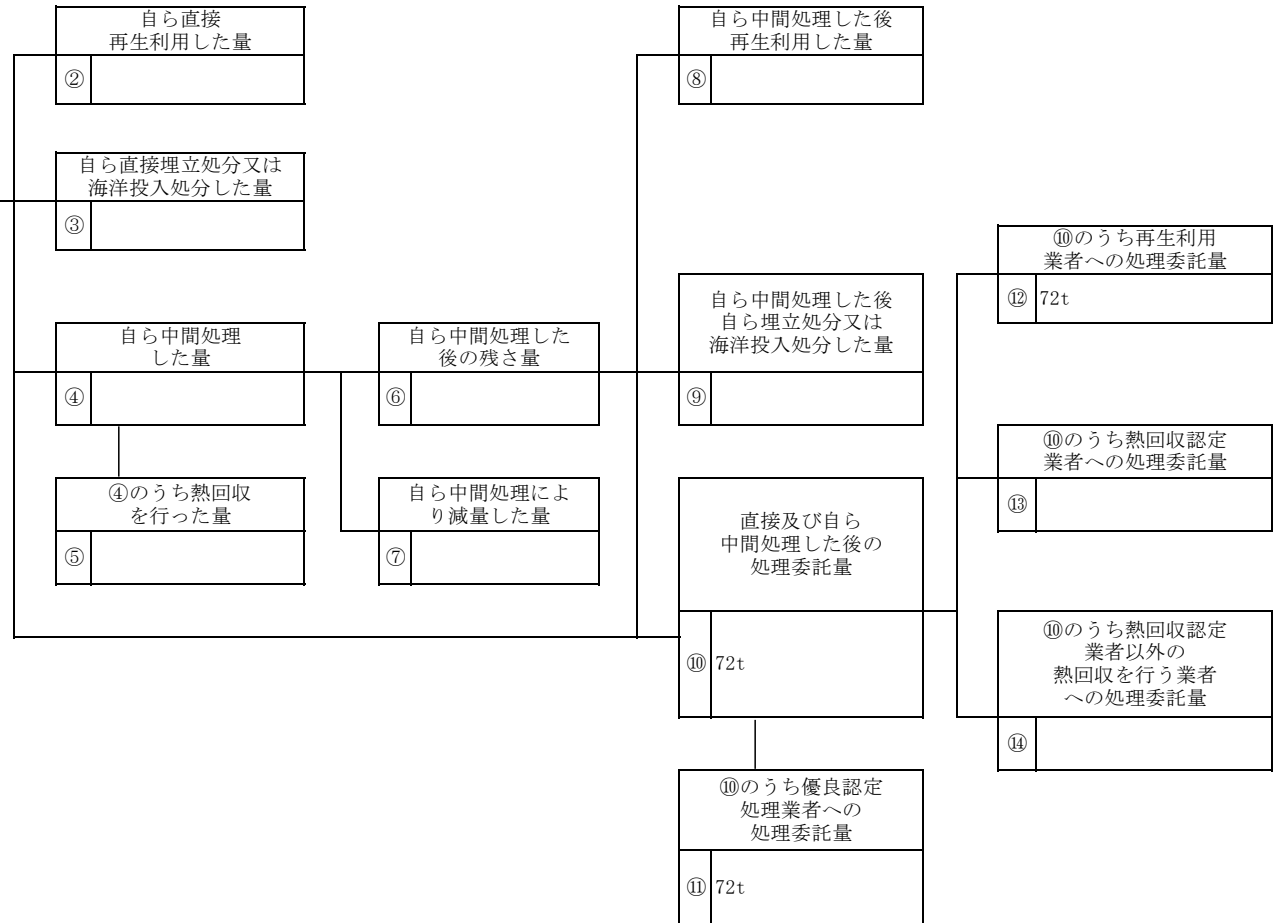 自ら直接
再生利用した量
②
自ら直接埋立処分又は
海洋投入処分した量
③
自ら中間処理
した量
④
④のうち熱回収
を行った量
⑤
自ら中間処理した
後の残さ量
⑥
自ら中間処理によ
り減量した量
⑦
自ら中間処理した後
再生利用した量
⑧
自ら中間処理した後
自ら埋立処分又は
海洋投入処分した量
⑨
直接及び自ら
中間処理した後の
処理委託量
⑩ 72t
⑩のうち優良認定
処理業者への
処理委託量
⑪ 72t
⑩のうち再生利用
業者への処理委託量
⑫ 72t
⑩のうち熱回収認定
業者への処理委託量
⑬
⑩のうち熱回収認定
業者以外の
熱回収を行う業者
への処理委託量
⑭